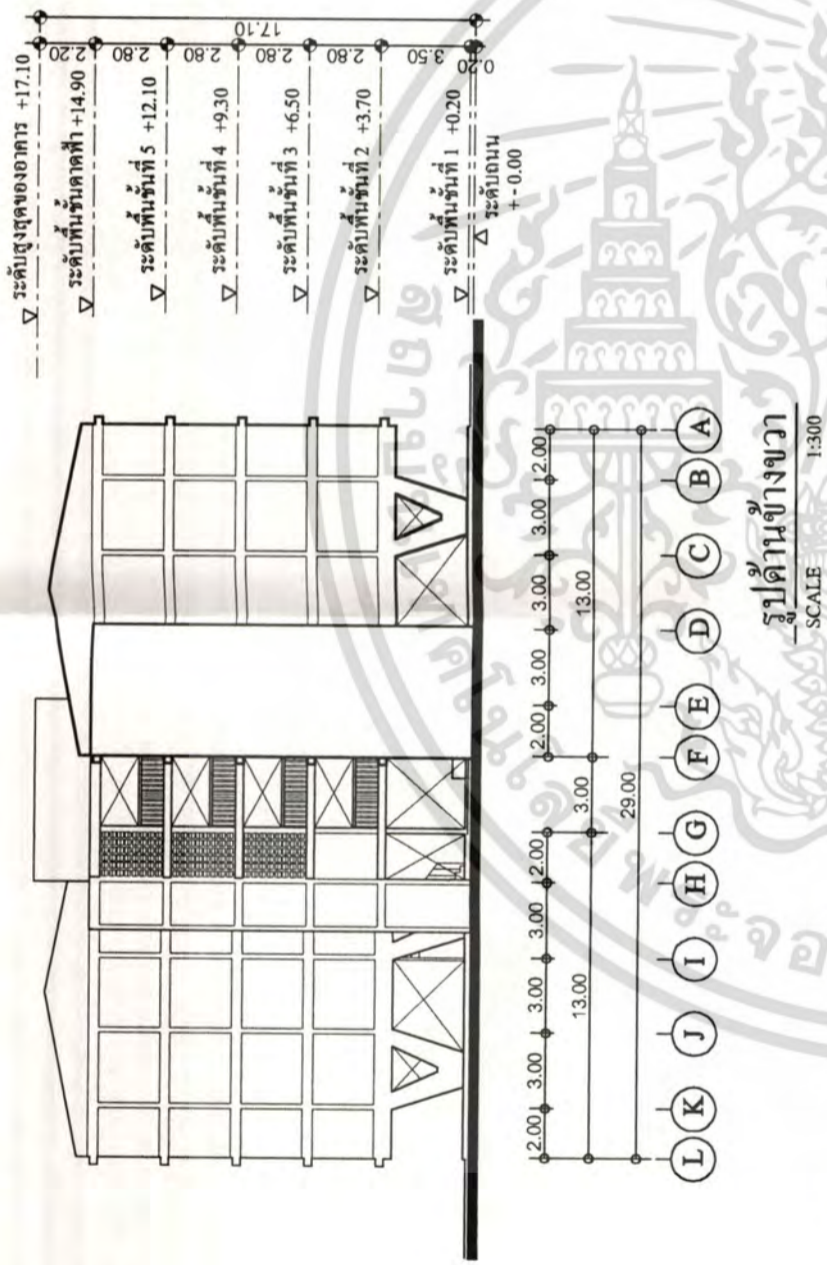 ระดับสูงสุดของอาการ +17.10
ระดับพื้นชั้นดาดฟ้า +14.90
ระดับพื้นชั้นที่ 5 +12.10
ระดับพื้นชั้นที่ 4 +9.30
ระดับพื้นชั้นที่ 3 +6.50
ระดับพื้นชั้นที่ 2 +3.70
ระดับพื้นชั้นที่ 1 +0.20
ระดับถนน
+- 0.00
2.20
2.80
2.80
2.80
2.80
3.50
0.20
17.10
2.00 3.00 3.00 3.00 2.00 2.00 3.00 3.00 3.00 2.00
13.00 3.00 13.00
29.00
L K J I H G F E D C B A
รูปด้านข้างขวา
SCALE 1:300